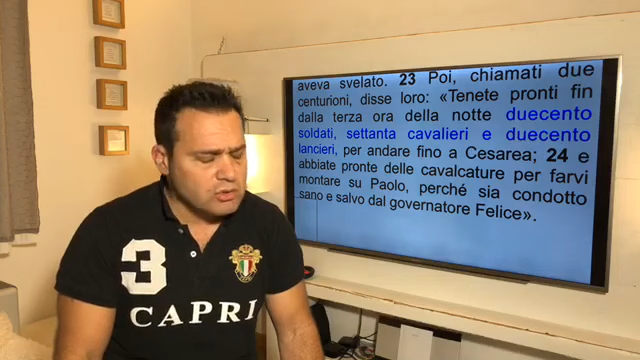 aveva svelato. 23 Poi, chiamati due
centurioni, disse loro: «Tenete pronti fin
dalla terza ora della notte duecento
soldati, settanta cavalieri e duecento
lancieri, per andare fino a Cesarea; 24 e
abbiate pronte delle cavalcature per farvi
montare su Paolo, perché sia condotto
sano e salvo dal governatore Felice».
3
CAPRI